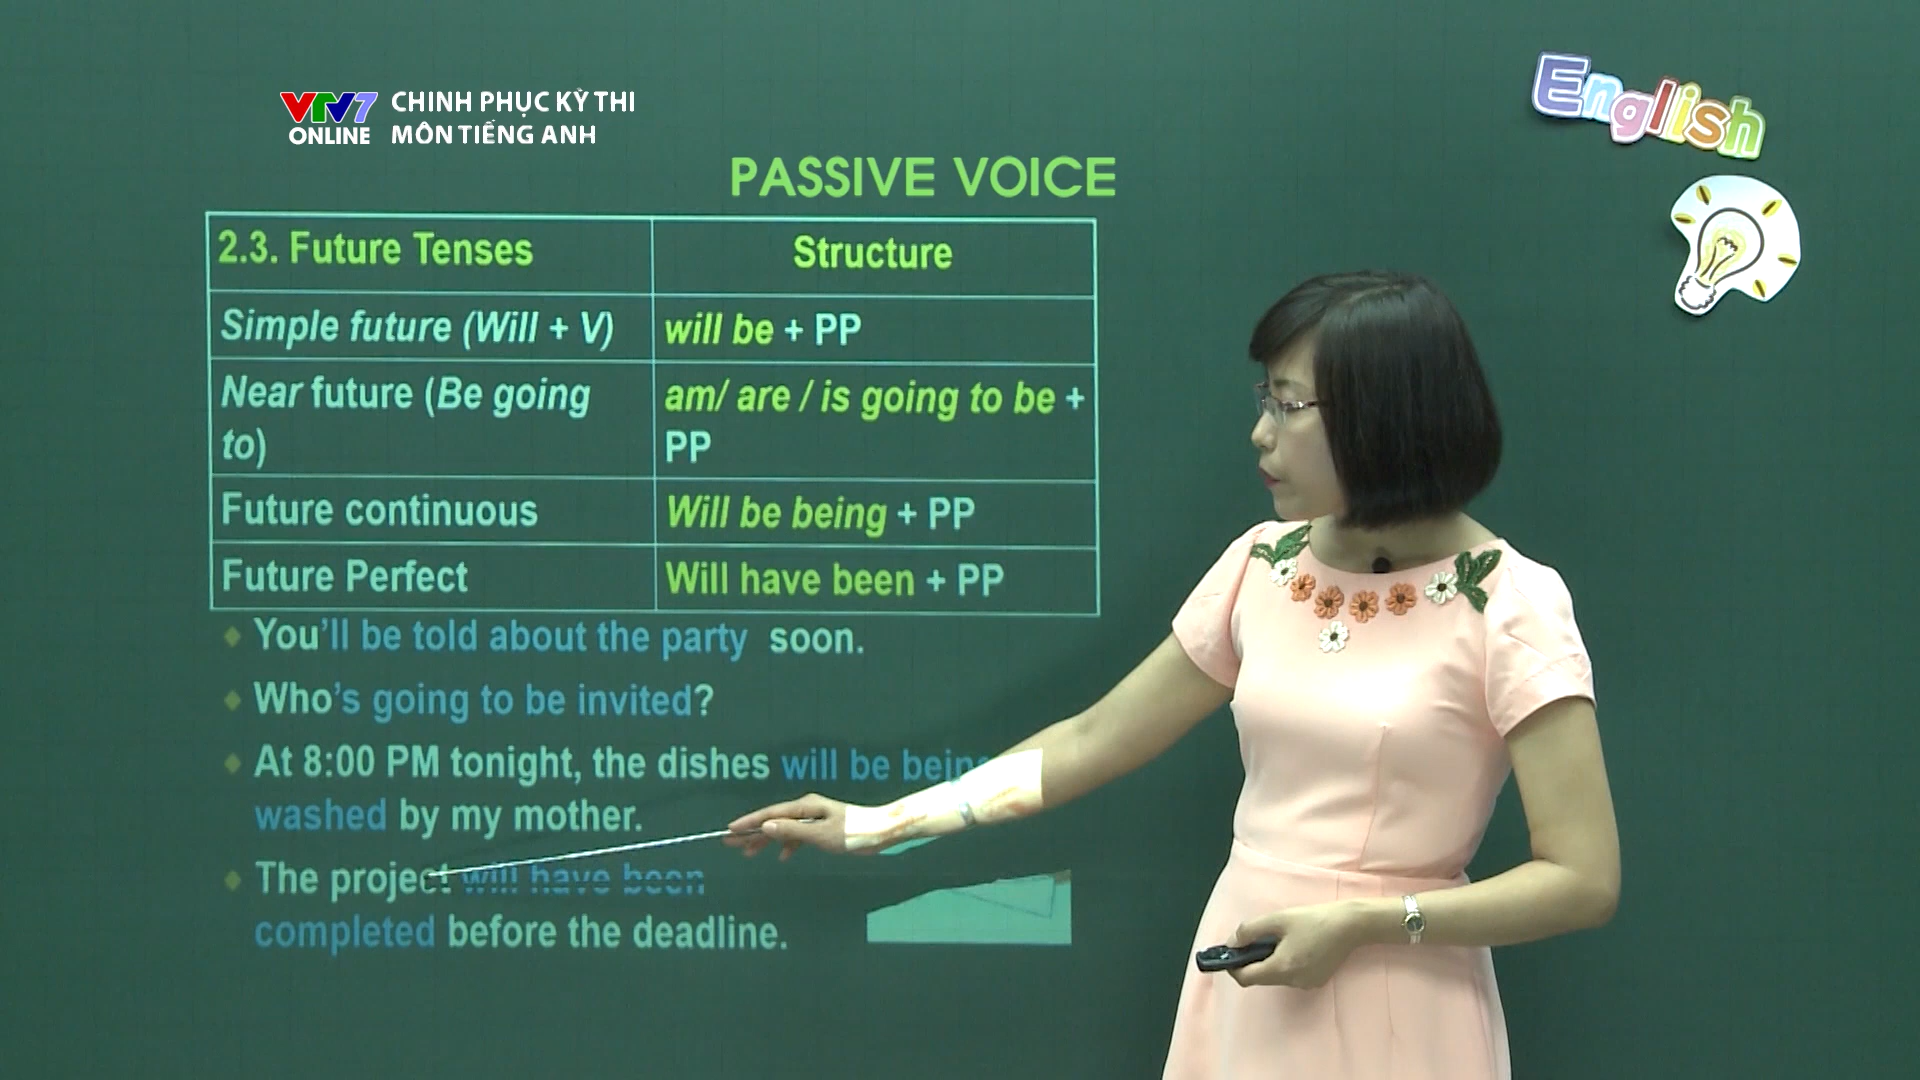 VTV7
ONLINE
CHINH PHỤC KỲ THI
MÔN TIẾNG ANH
English
PASSIVE VOICE
2.3. Future Tenses
Structure
Simple future (Will + V)
will be + PP
Near future (Be going
to)
am/ are / is going to be +
PP
Future continuous
Will be being + PP
Future Perfect
Will have been + PP
You'll be told about the party soon.
Who's going to be invited?
At 8:00 PM tonight, the dishes will be being
washed by my mother.
The project will have been
completed before the deadline.